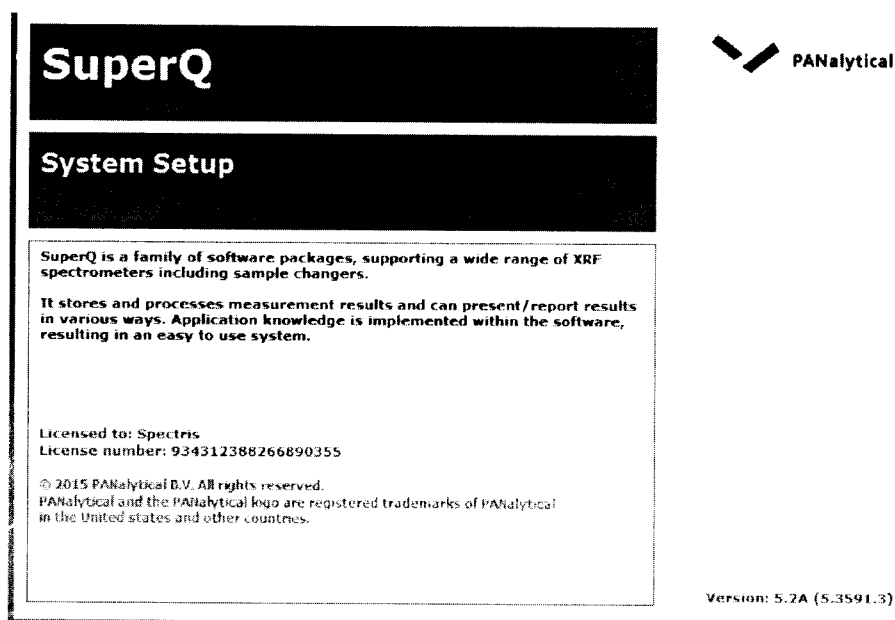 SuperQ
PANalytical
System Setup
SuperQ is a family of software packages, supporting a wide range of XRF
spectrometers including sample changers.
It stores and processes measurement results and can present/report results
in various ways. Application knowledge is implemented within the software,
resulting in an easy to use system.
Licensed to: Spectris
License number: 934312388266890355
© 2015 PANalytical B.V. All rights reserved.
PANalytical and the PANalytical logo are registered trademarks of PANalytical
in the United states and other countries.
Version: 5.2A (5.3591.3)